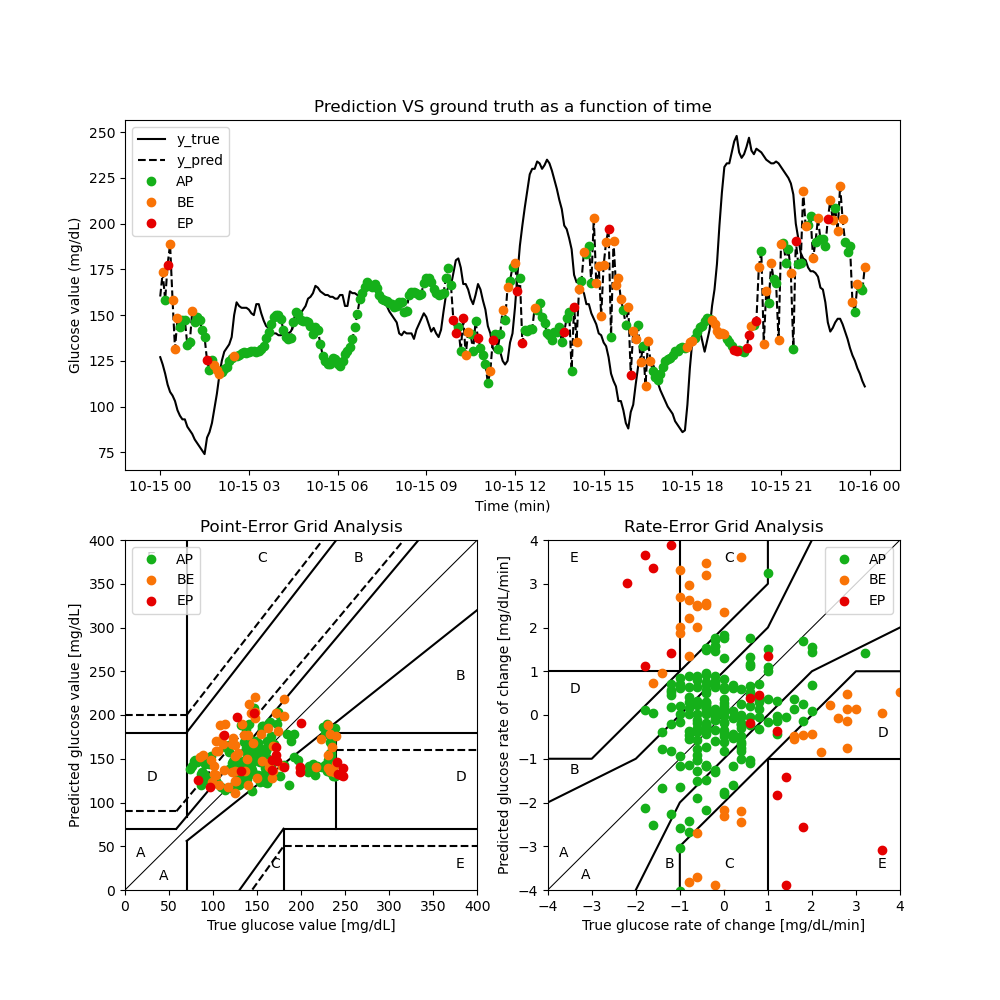 Prediction VS ground truth as a function of time
Glucose value (mg/dL)
250
225
200
175
150
125
100
75
y_true
y_pred
AP
BE
EP
10-15 00 10-15 03 10-15 06 10-15 09 10-15 12 10-15 15 10-15 18 10-15 21 10-16 00
Time (min)
Point-Error Grid Analysis
Predicted glucose value [mg/dL]
400
350
300
250
200
150
100
50
0
AP
BE
EP
C
B
B
D
D
A
A
C
E
0 50 100 150 200 250 300 350 400
True glucose value [mg/dL]
Rate-Error Grid Analysis
Predicted glucose rate of change [mg/dL/min]
4
3
2
1
0
−1
−2
−3
−4
E
C
AP
BE
EP
D
D
B
A
A
B
C
E
−4 −3 −2 −1 0 1 2 3 4
True glucose rate of change [mg/dL/min]